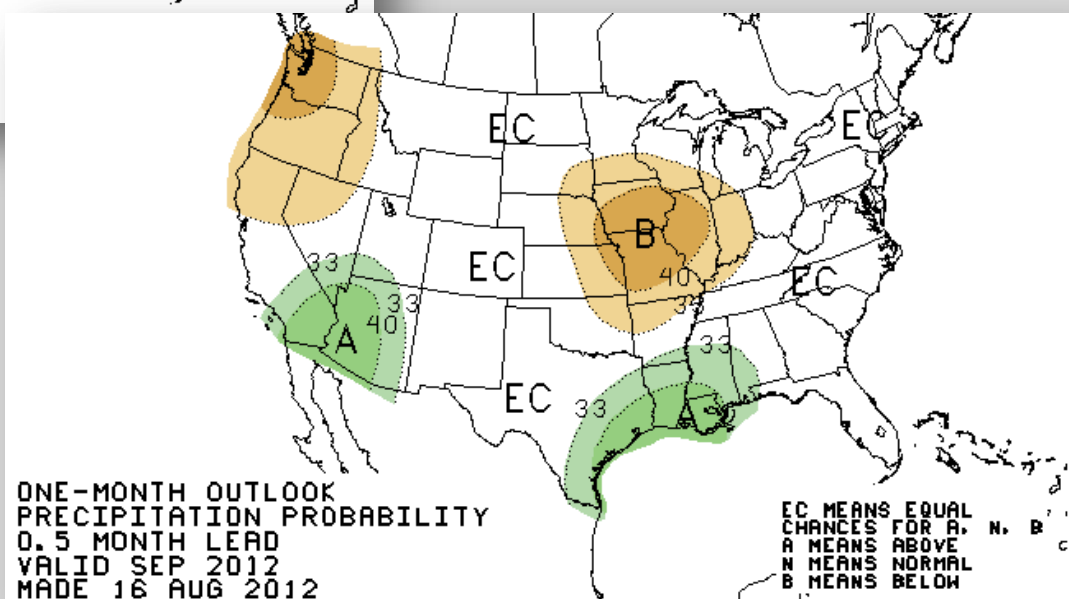 EC
EC
EC
B
40
33
EC
33
33
40
A
33
EC
33
A
ONE-MONTH OUTLOOK
PRECIPITATION PROBABILITY
0.5 MONTH LEAD
VALID SEP 2012
MADE 16 AUG 2012
EC MEANS EQUAL
CHANCES FOR A, N, B
A MEANS ABOVE
N MEANS NORMAL
B MEANS BELOW